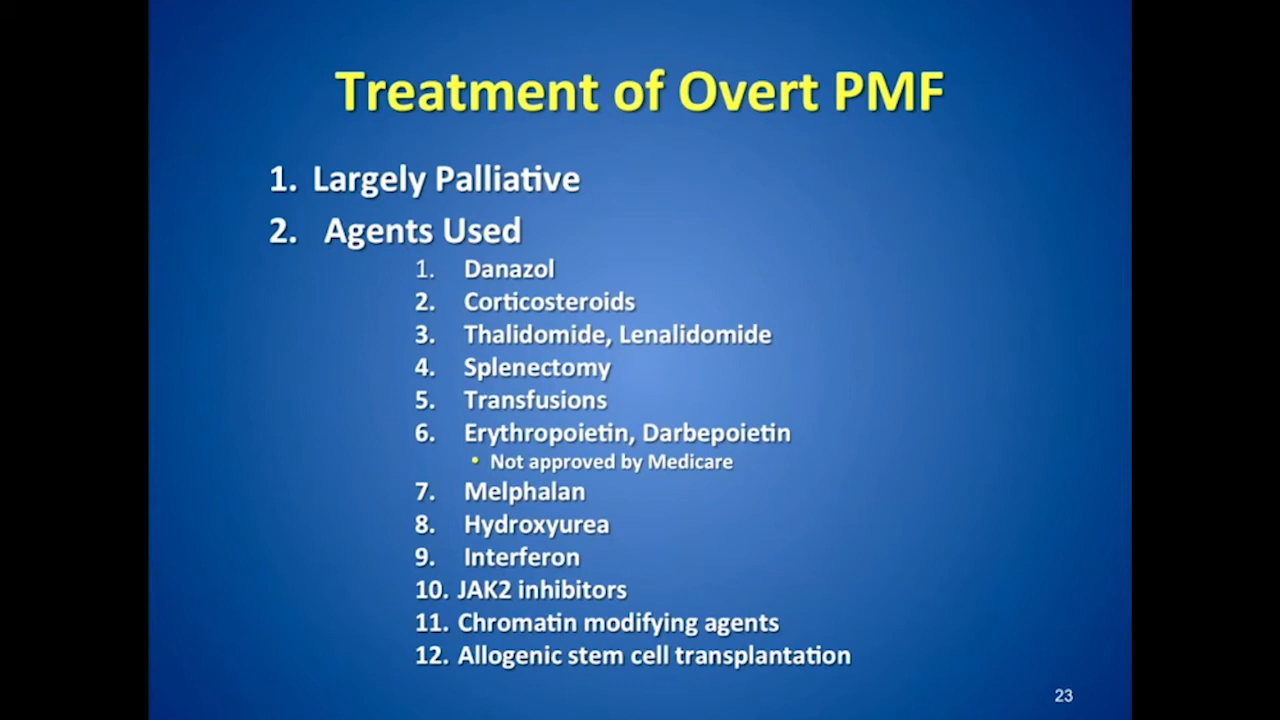 Treatment of Overt PMF
1. Largely Palliative
2. Agents Used
1. Danazol
2. Corticosteroids
3. Thalidomide, Lenalidomide
4. Splenectomy
5. Transfusions
6. Erythropoietin, Darbepoietin
• Not approved by Medicare
7. Melphalan
8. Hydroxyurea
9. Interferon
10. JAK2 inhibitors
11. Chromatin modifying agents
12. Allogenic stem cell transplantation
23